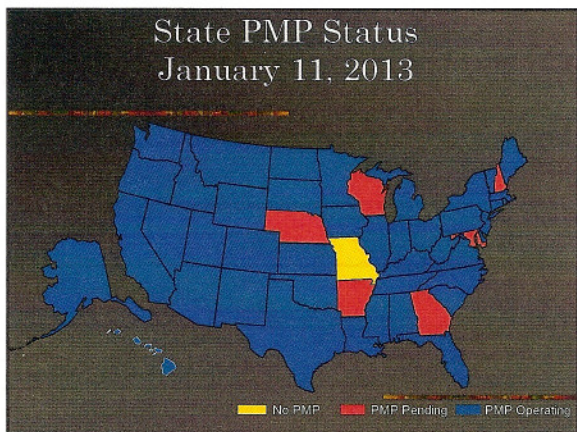 State PMP Status
January 11, 2013
No PMP
PMP Pending
PMP Operating